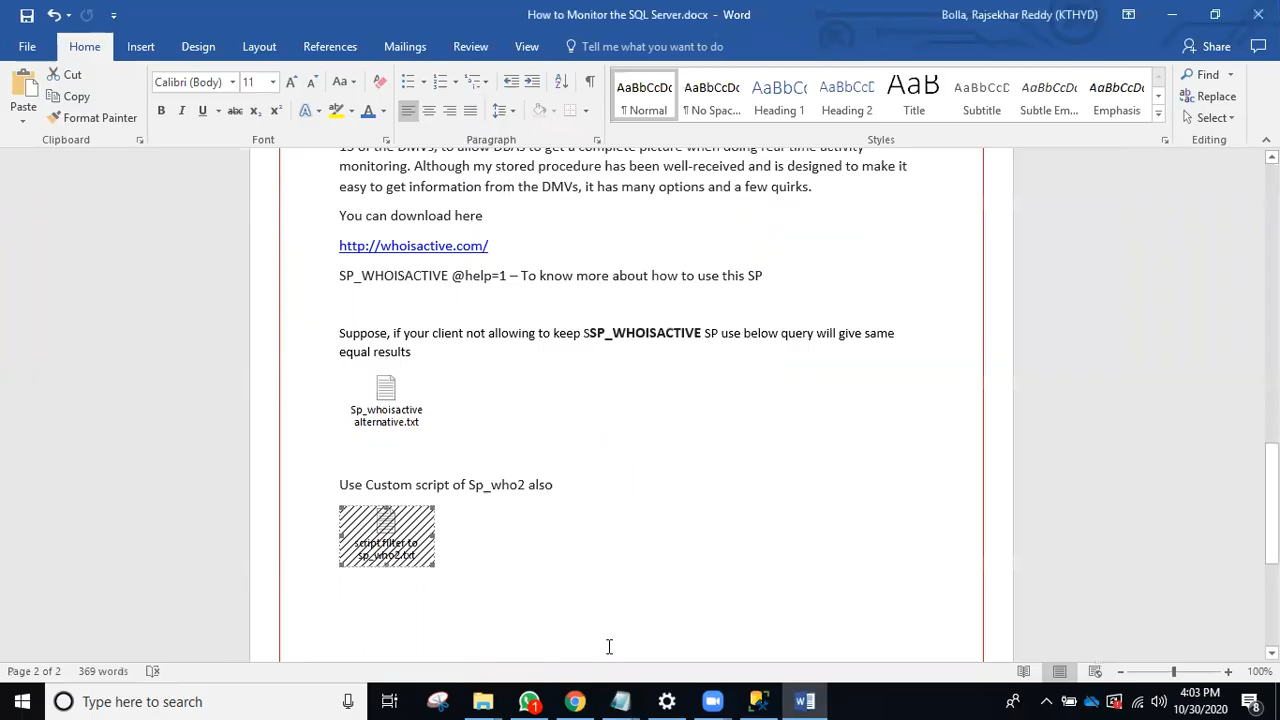 How to Monitor the SQL Server.docx - Word
Bolla, Rajsekhar Reddy (KTHYD)
File Home Insert Design Layout References Mailings Review View Tell me what you want to do Share
Paste
Cut
Copy
Format Painter
Calibri (Body) 11
AaBbCcDc AaBbCcDc AaBbCc AaBbCcD AaB AaBbCcD AaBbCcDc AaBbCcDc
¶ Normal ¶ No Spac... Heading 1 Heading 2 Title Subtitle Subtle Em... Emphasis
Find
Replace
Select
Clipboard Font Paragraph Styles Editing
monitoring. Although my stored procedure has been well-received and is designed to make it
easy to get information from the DMVs, it has many options and a few quirks.
You can download here
http://whoisactive.com/
SP_WHOISACTIVE @help=1 – To know more about how to use this SP
Suppose, if your client not allowing to keep SSP_WHOISACTIVE SP use below query will give same
equal results
Sp_whoisactive
alternative.txt
Use Custom script of Sp_who2 also
script filter to
sp_who2.txt
Page 2 of 2 369 words
100%
Type here to search
1
4:03 PM
10/30/2020
8